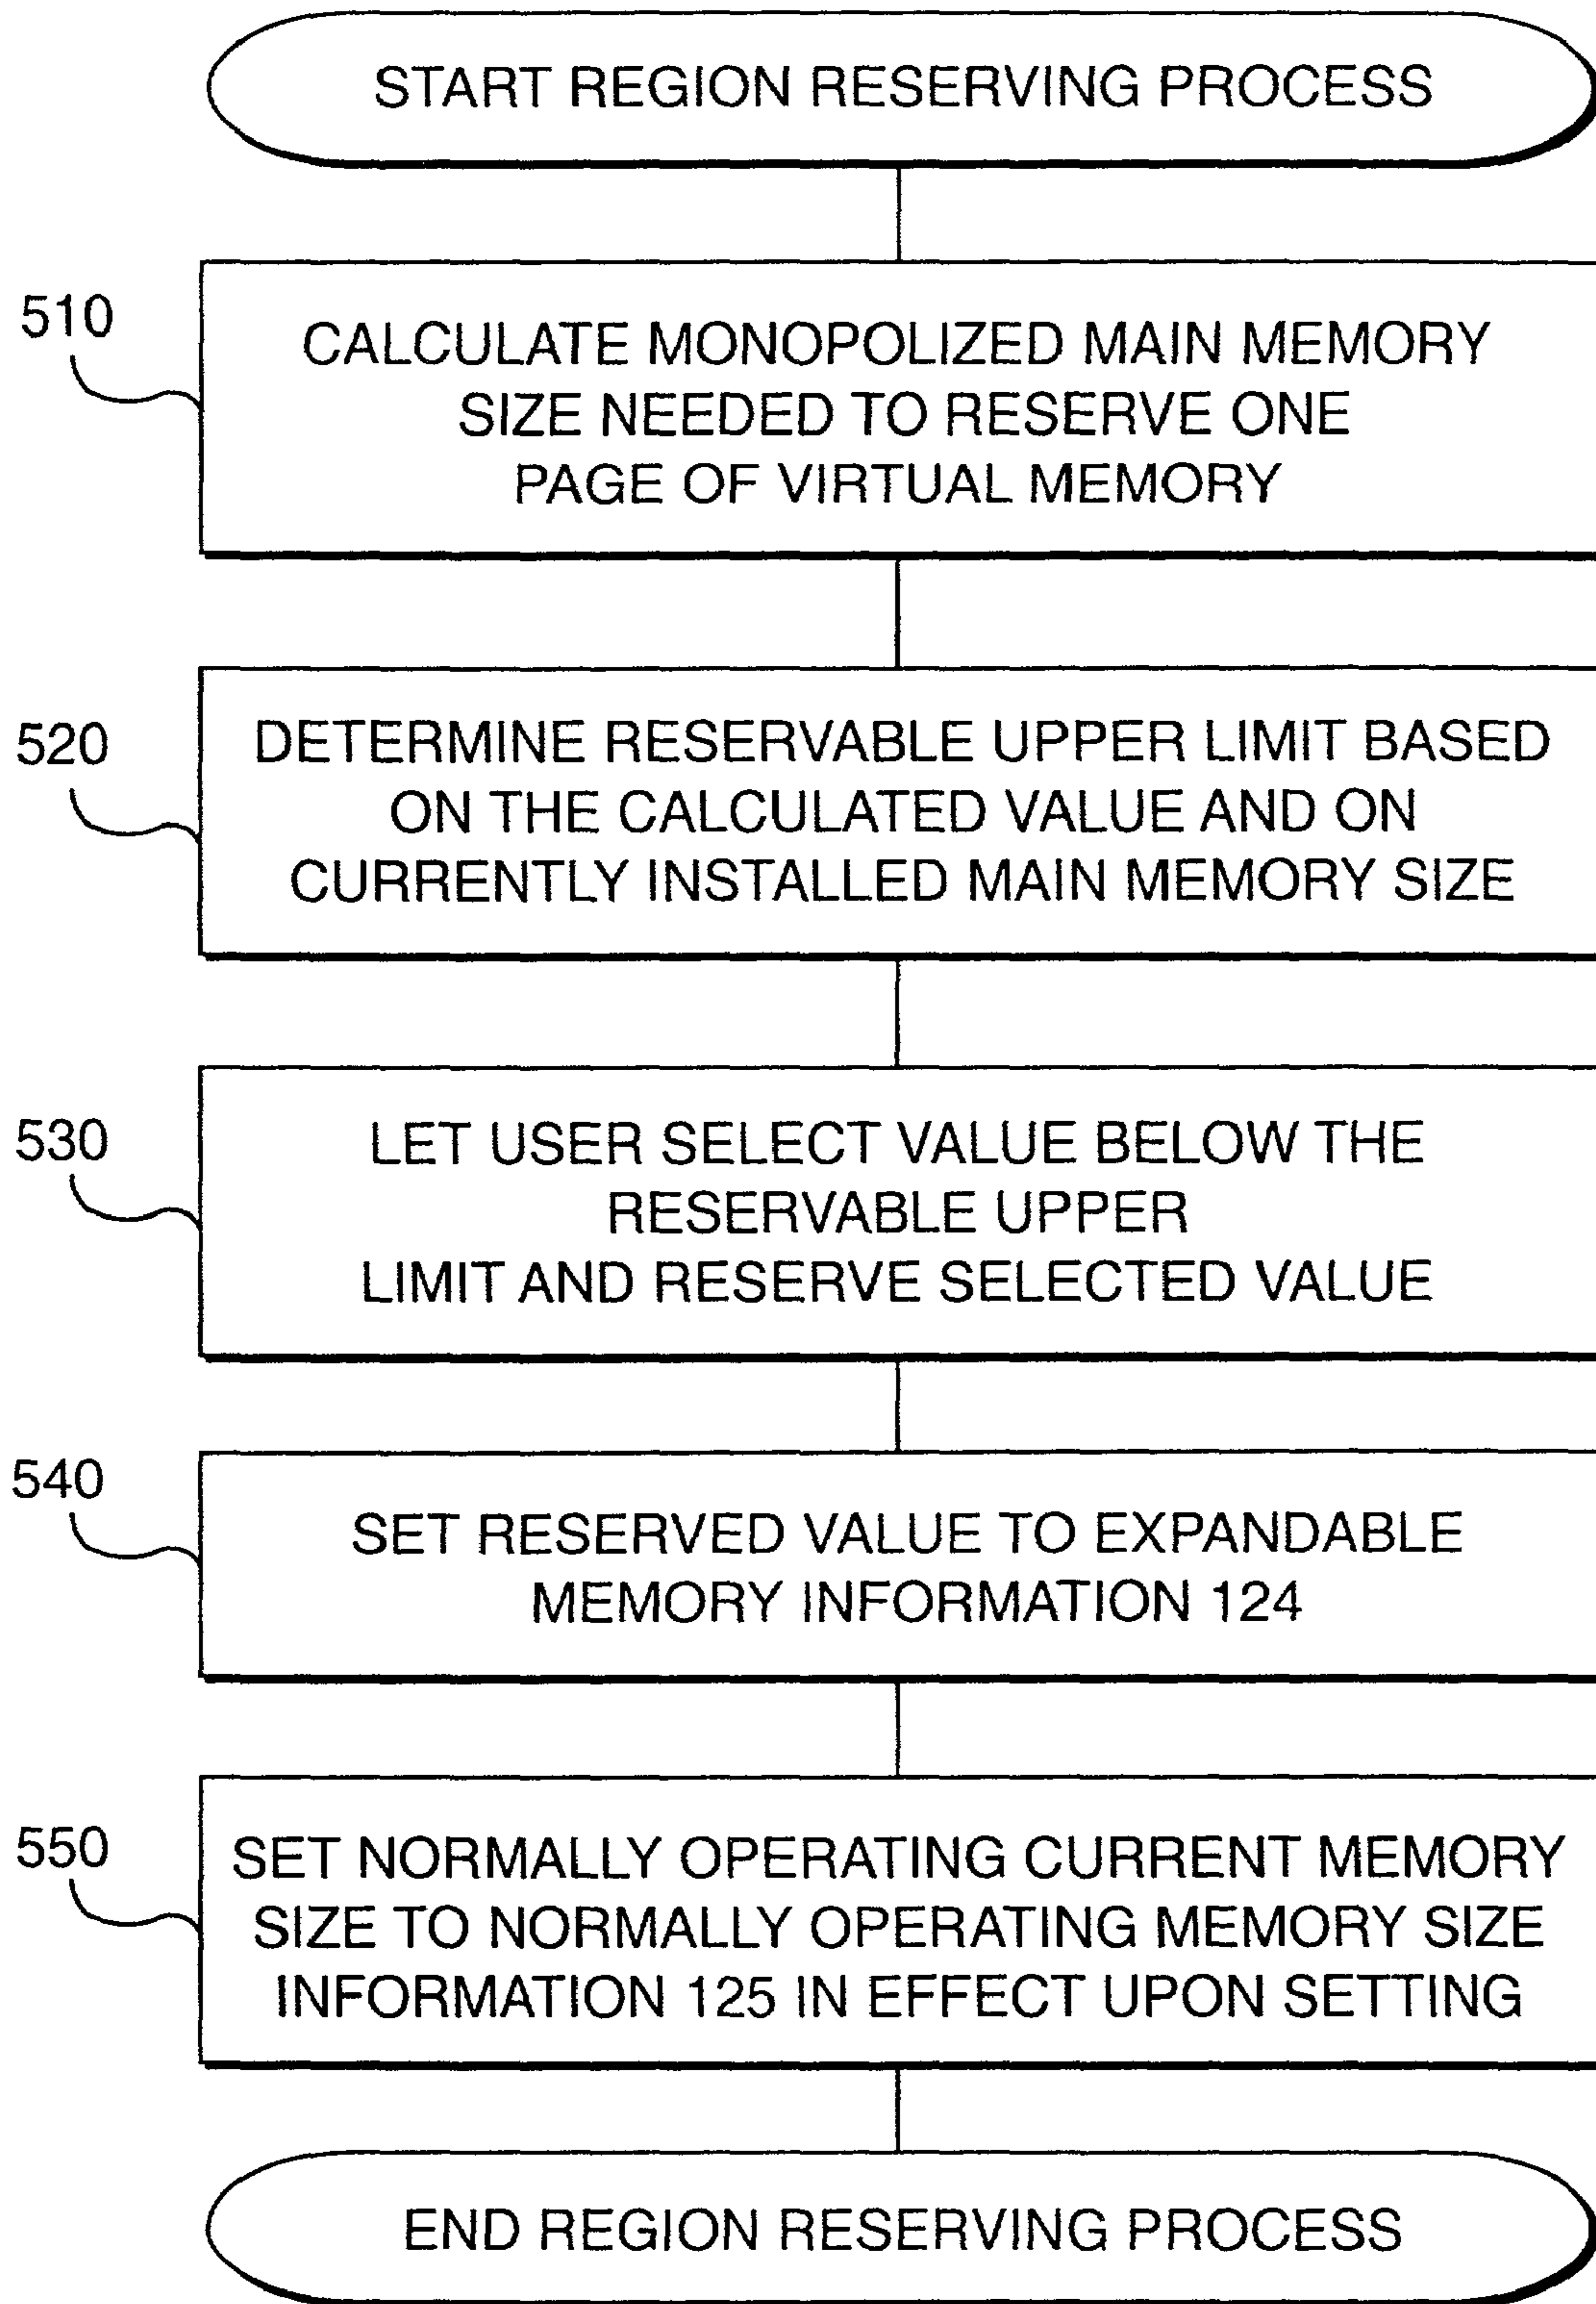 START REGION RESERVING PROCESS
510
CALCULATE MONOPOLIZED MAIN MEMORY
SIZE NEEDED TO RESERVE ONE
PAGE OF VIRTUAL MEMORY
520
DETERMINE RESERVABLE UPPER LIMIT BASED
ON THE CALCULATED VALUE AND ON
CURRENTLY INSTALLED MAIN MEMORY SIZE
530
LET USER SELECT VALUE BELOW THE
RESERVABLE UPPER
LIMIT AND RESERVE SELECTED VALUE
540
SET RESERVED VALUE TO EXPANDABLE
MEMORY INFORMATION 124
550
SET NORMALLY OPERATING CURRENT MEMORY
SIZE TO NORMALLY OPERATING MEMORY SIZE
INFORMATION 125 IN EFFECT UPON SETTING
END REGION RESERVING PROCESS